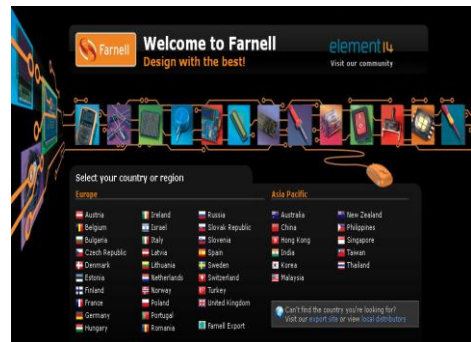 Farnell
Welcome to Farnell
Design with the best!
element14
Visit our community
Select your country or region
Europe
Austria
Belgium
Bulgaria
Czech Republic
Denmark
Estonia
Finland
France
Germany
Hungary
Ireland
Israel
Italy
Latvia
Lithuania
Netherlands
Norway
Poland
Portugal
Romania
Russia
Slovak Republic
Slovenia
Spain
Sweden
Switzerland
Turkey
United Kingdom
Farnell Export
Asia Pacific
Australia
China
Hong Kong
India
Korea
Malaysia
New Zealand
Philippines
Singapore
Taiwan
Thailand
Can't find the country you're looking for?
Visit our export site or view local distributors